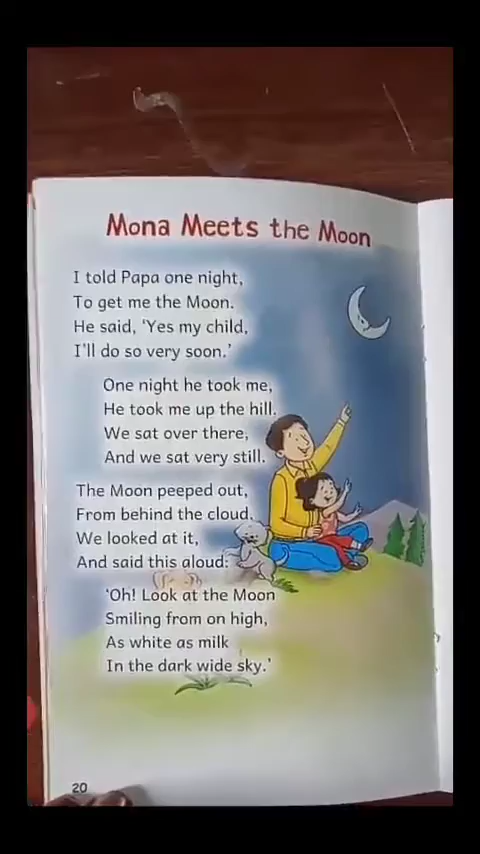 Mona Meets the Moon
I told Papa one night,
To get me the Moon.
He said, 'Yes my child,
I'll do so very soon.'
One night he took me,
He took me up the hill.
We sat over there,
And we sat very still.
The Moon peeped out,
From behind the cloud.
We looked at it,
And said this aloud:
'Oh! Look at the Moon
Smiling from on high,
As white as milk
In the dark wide sky.'
20